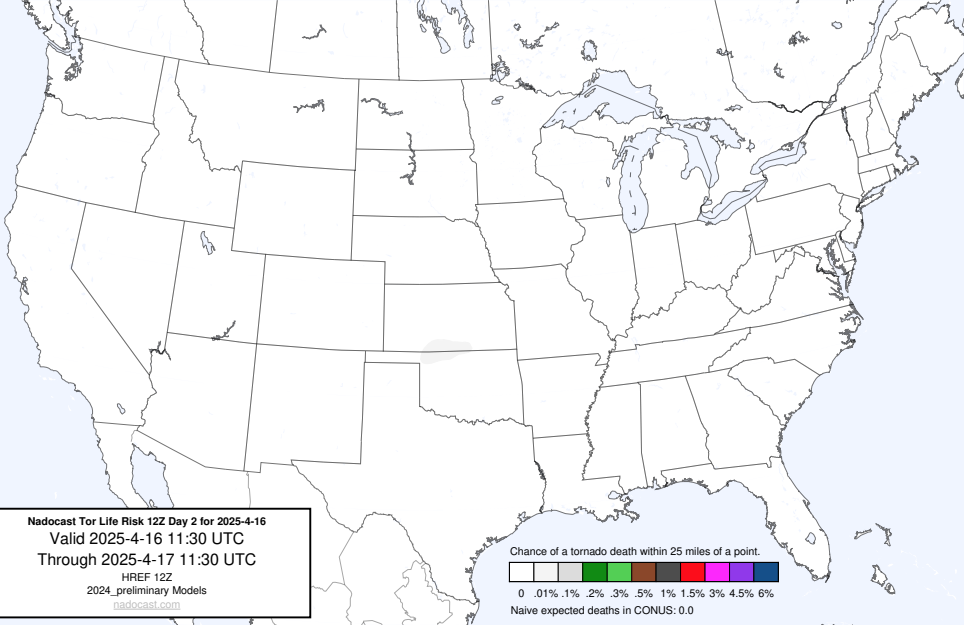 Nadocast Tor Life Risk 12Z Day 2 for 2025-4-16
Valid 2025-4-16 11:30 UTC
Through 2025-4-17 11:30 UTC
HREF 12Z
2024_preliminary Models
nadocast.com
Chance of a tornado death within 25 miles of a point.
0 .01% .1% .2% .3% .5% 1% 1.5% 3% 4.5% 6%
Naive expected deaths in CONUS: 0.0